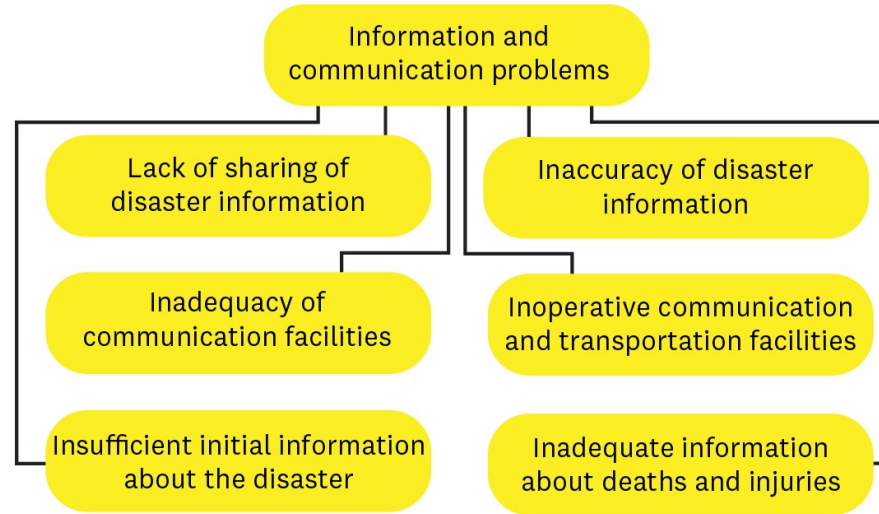 Information and
communication problems
Lack of sharing of
disaster information
Inaccuracy of disaster
information
Inadequacy of
communication facilities
Inoperative communication
and transportation facilities
Insufficient initial information
about the disaster
Inadequate information
about deaths and injuries